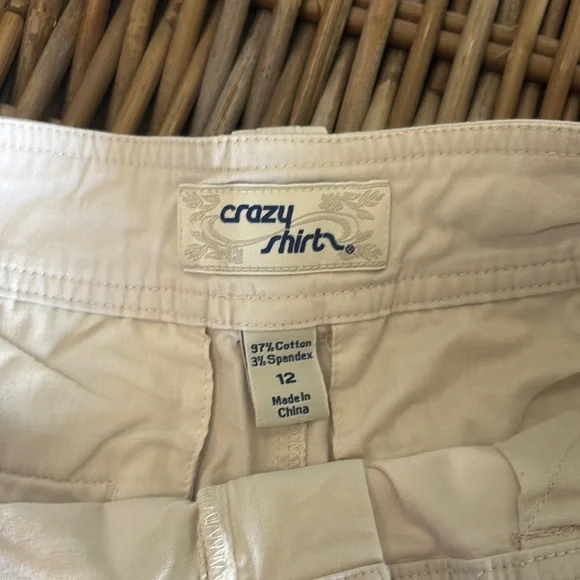 crazy
shirts®
97% Cotton
3% Spandex
12
Made in
China